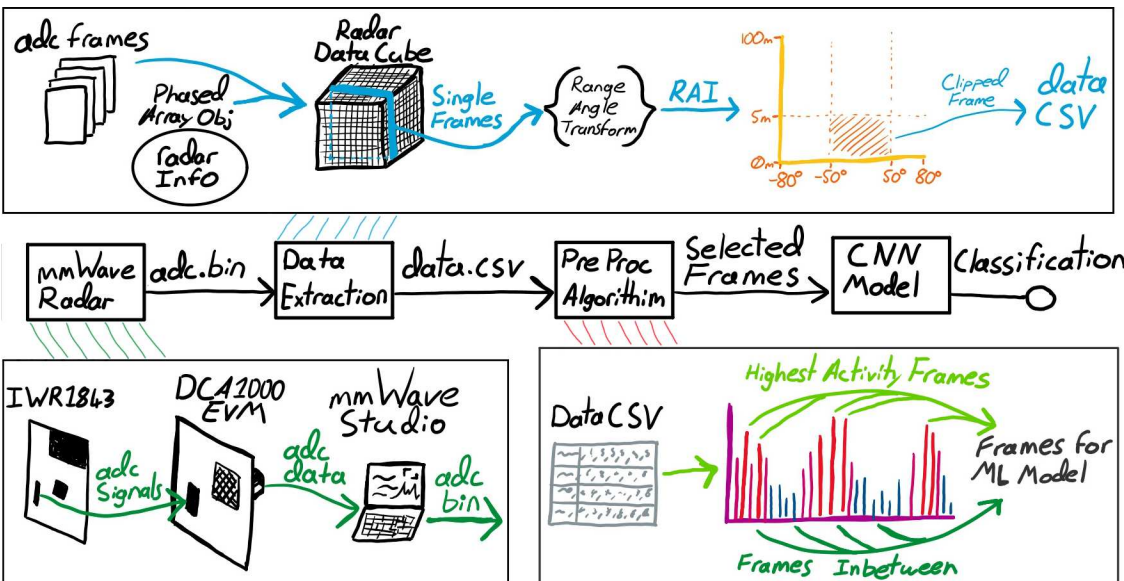 adc frames
Phased
Array Obj
radar
Info
Radar
Data Cube
Single
Frames
Range
Angle
Transform
RAI
100m
5m
0m
-80° -50° 50° 80°
Clipped
Frame
data
CSV
mmWave
Radar
adc.bin
Data
Extraction
data.csv
Pre Proc
Algorithim
Selected
Frames
CNN
Model
Classification
IWR1843
adc
Signals
DCA1000
EVM
adc
data
mmWave
Studio
adc
bin
Data CSV
Highest Activity Frames
Frames for
ML Model
Frames Inbetween